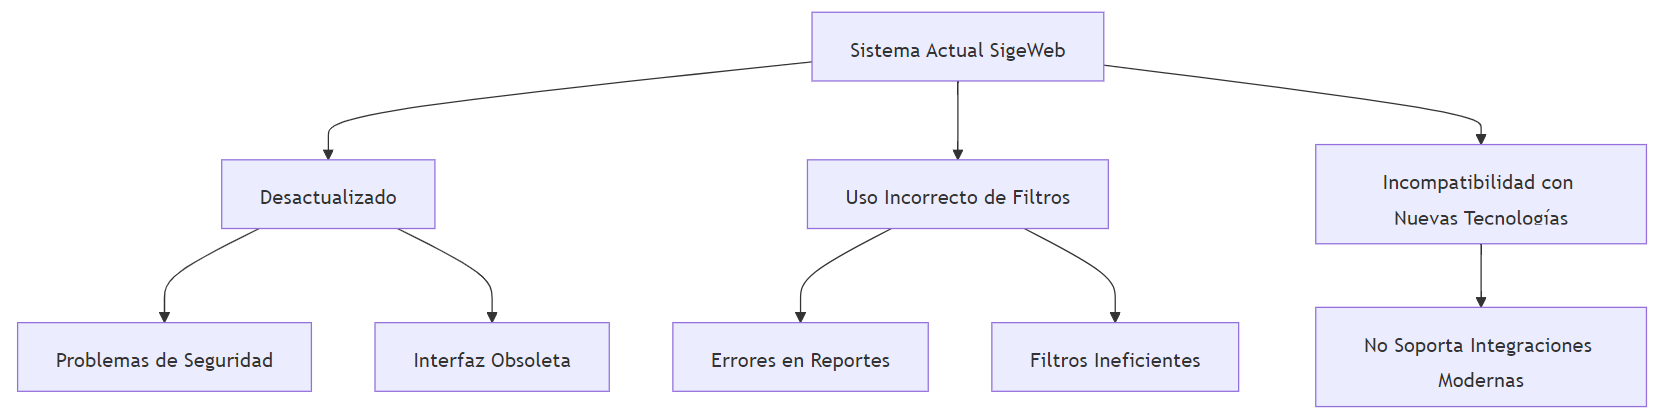 Sistema Actual SigeWeb
Desactualizado
Uso Incorrecto de Filtros
Incompatibilidad con
Nuevas Tecnologías
Problemas de Seguridad
Interfaz Obsoleta
Errores en Reportes
Filtros Ineficientes
No Soporta Integraciones
Modernas